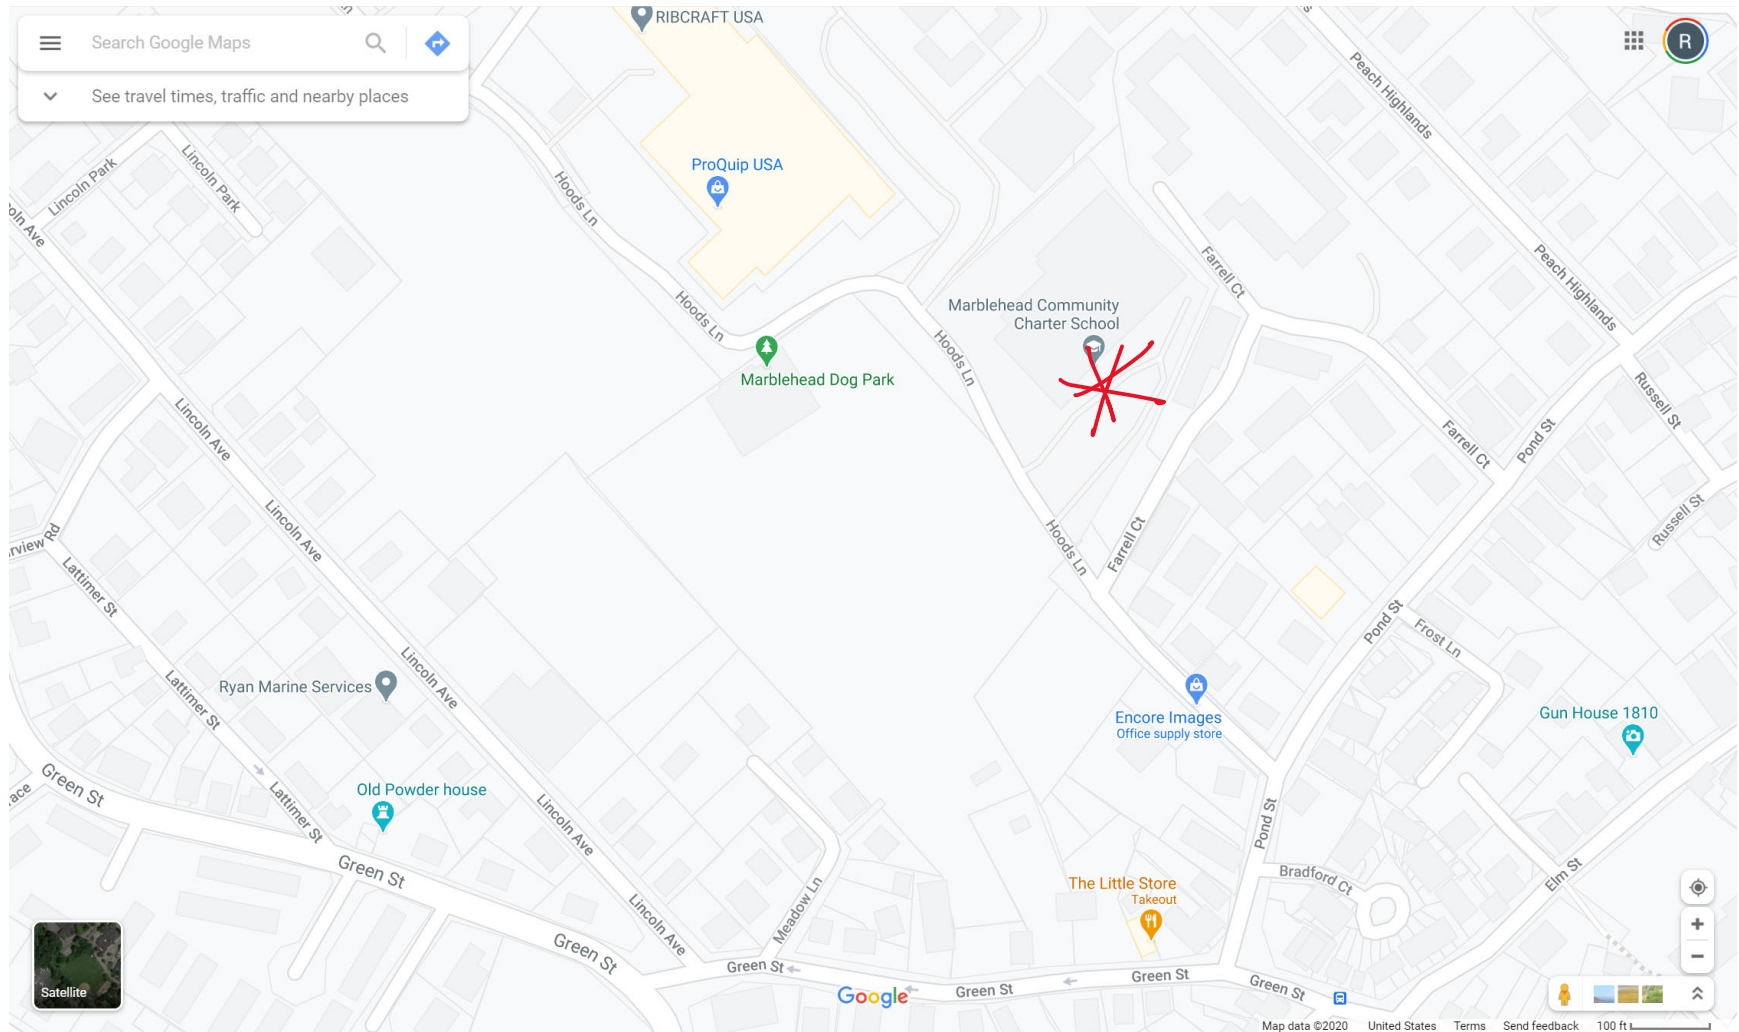 RIBCRAFT USA
Search Google Maps
R
See travel times, traffic and nearby places
Peach Highlands
Lincoln Park
Lincoln Park
ProQuip USA
Hoods Ln
oln Ave
Farrell Ct
Peach Highlands
Hoods Ln
Marblehead Community
Charter School
Hoods Ln
Marblehead Dog Park
Russell St
Lincoln Ave
Farrell Ct
Pond St
Lincoln Ave
Russell St
rview Rd
Hoods Ln
Farrell Ct
Lattimer St
Pond St
Frost Ln
Lincoln Ave
Ryan Marine Services
Lattimer St
Encore Images
Office supply store
Gun House 1810
Green St
ace
Old Powder house
Lattimer St
Lincoln Ave
Pond St
Green St
Bradford Ct
Elm St
The Little Store
Takeout
Meadow Ln
Lincoln Ave
Green St
Green St
Green St
Green St
Green St
Satellite
Google
Map data ©2020 United States Terms Send feedback 100 ft